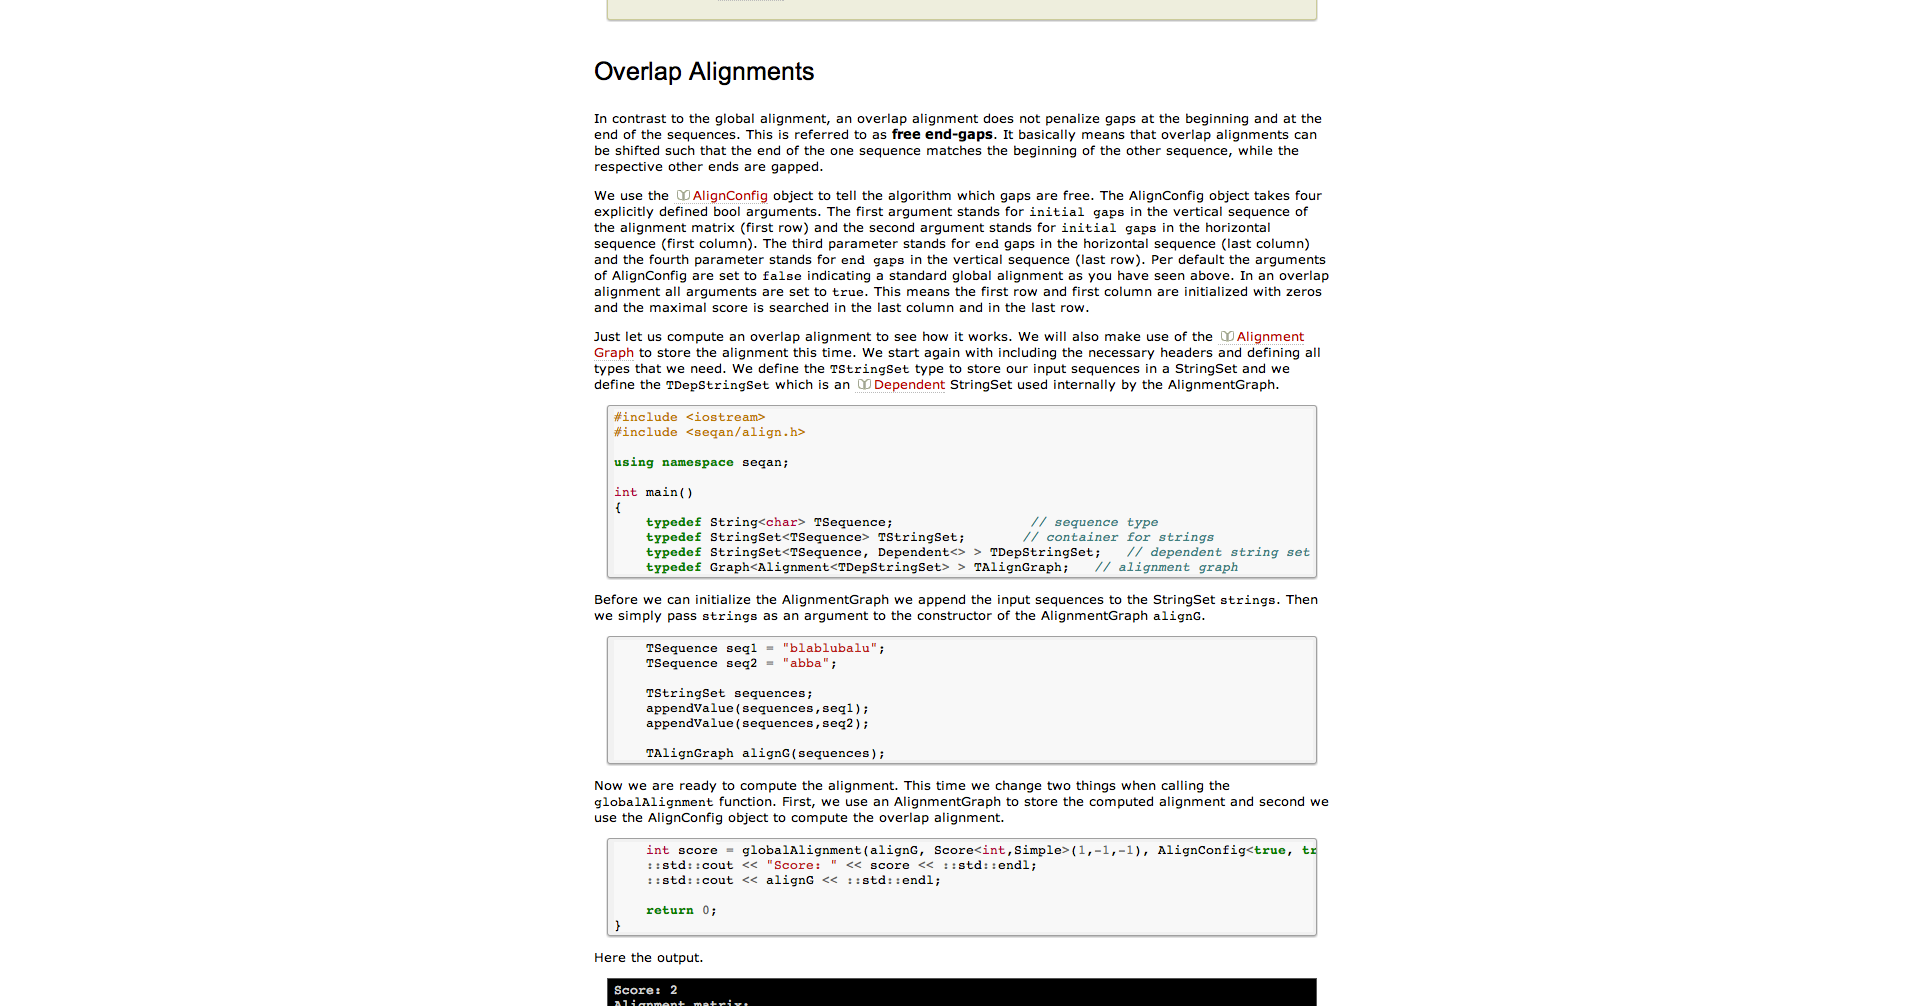 Overlap Alignments
In contrast to the global alignment, an overlap alignment does not penalize gaps at the beginning and at the
end of the sequences. This is referred to as free end-gaps. It basically means that overlap alignments can
be shifted such that the end of the one sequence matches the beginning of the other sequence, while the
respective other ends are gapped.
We use the AlignConfig object to tell the algorithm which gaps are free. The AlignConfig object takes four
explicitly defined bool arguments. The first argument stands for initial gaps in the vertical sequence of
the alignment matrix (first row) and the second argument stands for initial gaps in the horizontal
sequence (first column). The third parameter stands for end gaps in the horizontal sequence (last column)
and the fourth parameter stands for end gaps in the vertical sequence (last row). Per default the arguments
of AlignConfig are set to false indicating a standard global alignment as you have seen above. In an overlap
alignment all arguments are set to true. This means the first row and first column are initialized with zeros
and the maximal score is searched in the last column and in the last row.
Just let us compute an overlap alignment to see how it works. We will also make use of the Alignment
Graph to store the alignment this time. We start again with including the necessary headers and defining all
types that we need. We define the TStringSet type to store our input sequences in a StringSet and we
define the TDepStringSet which is an Dependent StringSet used internally by the AlignmentGraph.
#include <iostream>
#include <seqan/align.h>
using namespace seqan;
int main()
{
typedef String<char> TSequence; // sequence type
typedef StringSet<TSequence> TStringSet; // container for strings
typedef StringSet<TSequence, Dependent<> > TDepStringSet; // dependent string set
typedef Graph<Alignment<TDepStringSet> > TAlignGraph; // alignment graph
Before we can initialize the AlignmentGraph we append the input sequences to the StringSet strings. Then
we simply pass strings as an argument to the constructor of the AlignmentGraph alignG.
TSequence seq1 = "blablubalu";
TSequence seq2 = "abba";
TStringSet sequences;
appendValue(sequences,seq1);
appendValue(sequences,seq2);
TAlignGraph alignG(sequences);
Now we are ready to compute the alignment. This time we change two things when calling the
globalAlignment function. First, we use an AlignmentGraph to store the computed alignment and second we
use the AlignConfig object to compute the overlap alignment.
int score = globalAlignment(alignG, Score<int,Simple>(1,-1,-1), AlignConfig<true, tr
::std::cout << "Score: " << score << ::std::endl;
::std::cout << alignG << ::std::endl;
return 0;
}
Here the output.
Score: 2
Alignment matrix: